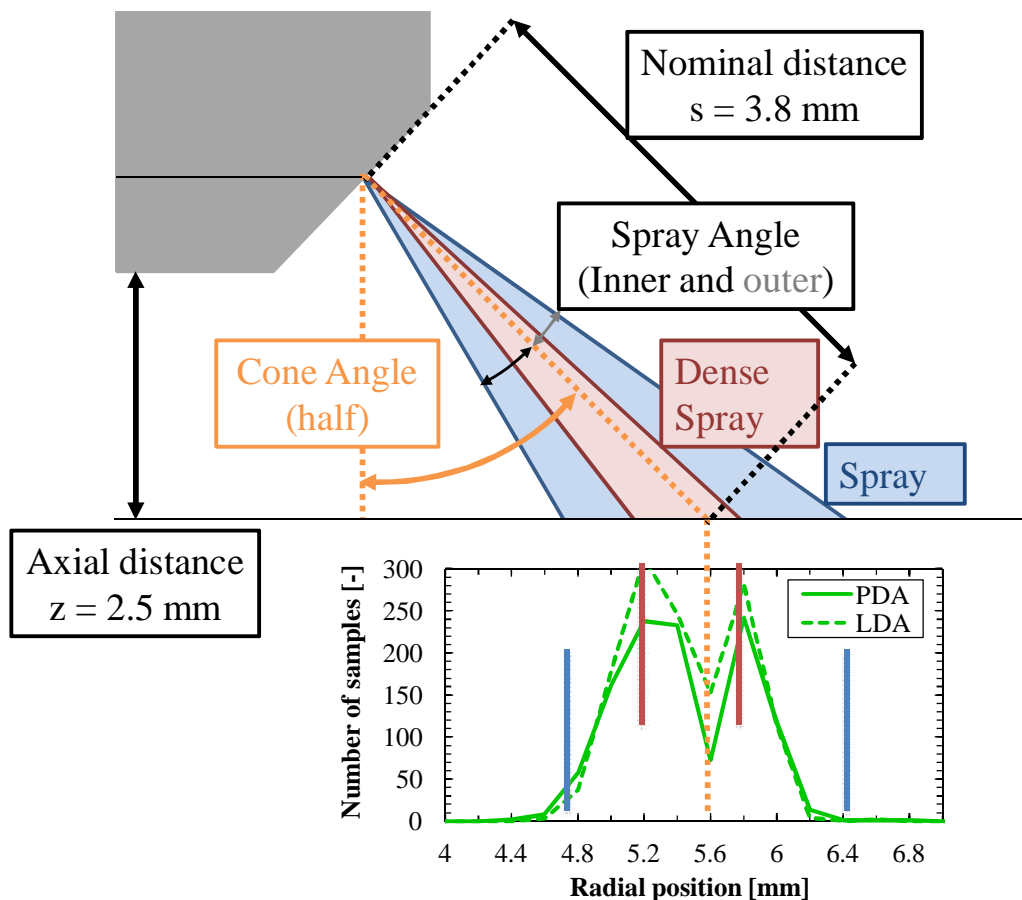 Nominal distance
s = 3.8 mm
Spray Angle
(Inner and outer)
Cone Angle
(half)
Dense
Spray
Spray
Axial distance
z = 2.5 mm
Number of samples [-]
300
250
200
150
100
50
0
PDA
LDA
4 4.4 4.8 5.2 5.6 6 6.4 6.8
Radial position [mm]